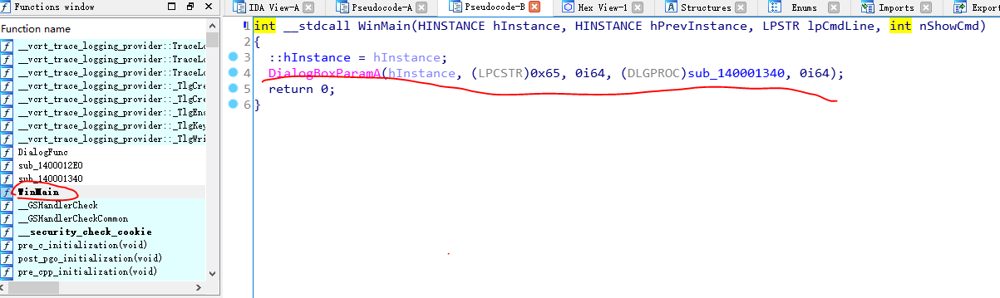 Functions window
IDA View-A
Pseudocode-A
Pseudocode-B
Hex View-1
Structures
Enums
Imports
Export
Function name
__vcrt_trace_logging_provider::TraceLo
__vcrt_trace_logging_provider::TraceLo
__vcrt_trace_logging_provider::TraceLo
__vcrt_trace_logging_provider::_TlgCre
__vcrt_trace_logging_provider::_TlgDef
__vcrt_trace_logging_provider::_TlgEna
__vcrt_trace_logging_provider::_TlgKey
__vcrt_trace_logging_provider::_TlgWri
DialogFunc
sub_1400012E0
sub_140001340
WinMain
__GSHandlerCheck
__GSHandlerCheckCommon
__security_check_cookie
pre_c_initialization(void)
post_pgo_initialization(void)
pre_cpp_initialization(void)
1 int __stdcall WinMain(HINSTANCE hInstance, HINSTANCE hPrevInstance, LPSTR lpCmdLine, int nShowCmd)
2 {
3 ::hInstance = hInstance;
4 DialogBoxParamA(hInstance, (LPCSTR)0x65, 0i64, (DLGPROC)sub_140001340, 0i64);
5 return 0;
6 }